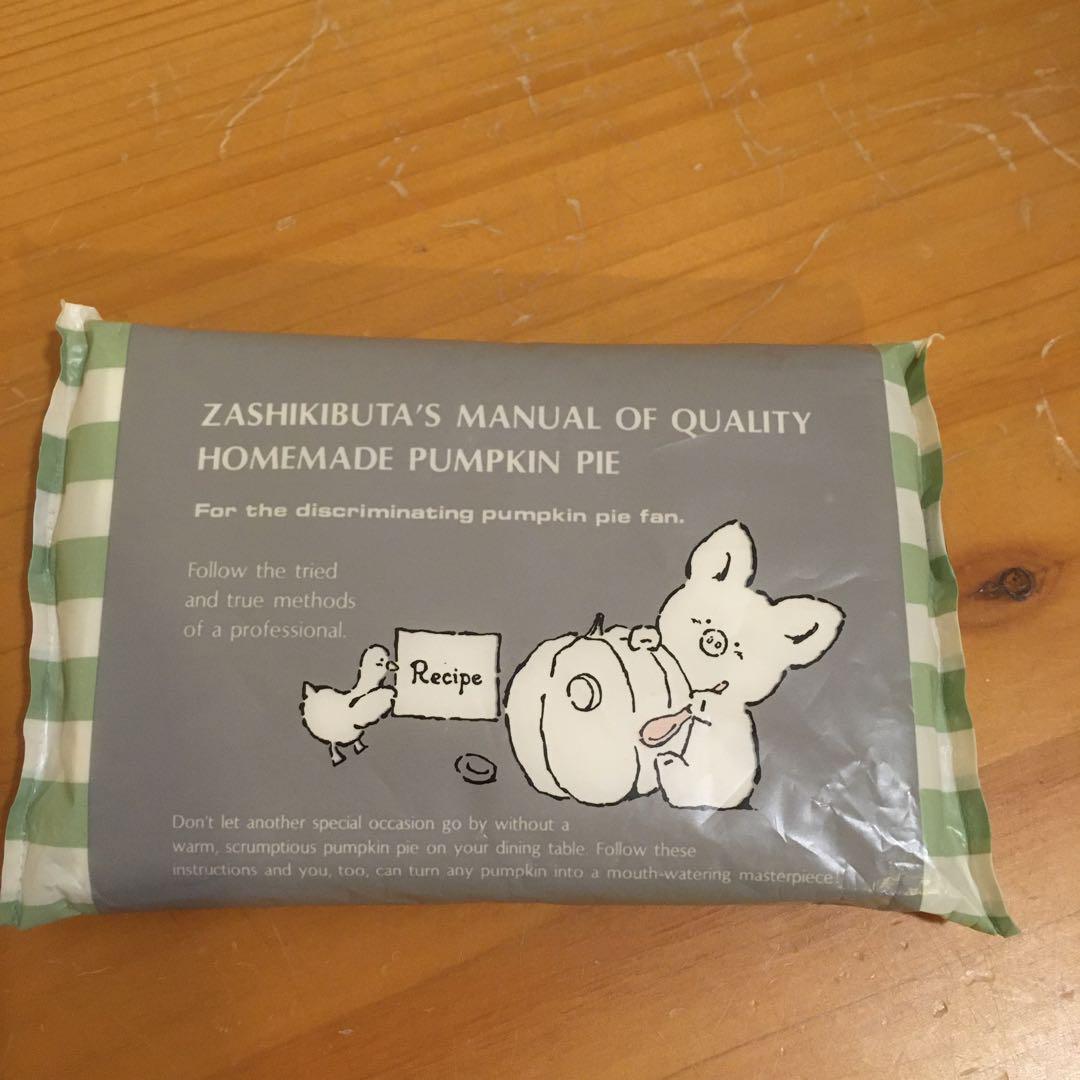 ZASHIKIBUTA'S MANUAL OF QUALITY
HOMEMADE PUMPKIN PIE
For the discriminating pumpkin pie fan.
Follow the tried
and true methods
of a professional.
Recipe
Don't let another special occasion go by without a
warm, scrumptious pumpkin pie on your dining table. Follow these
instructions and you, too, can turn any pumpkin into a mouth-watering masterpiece!